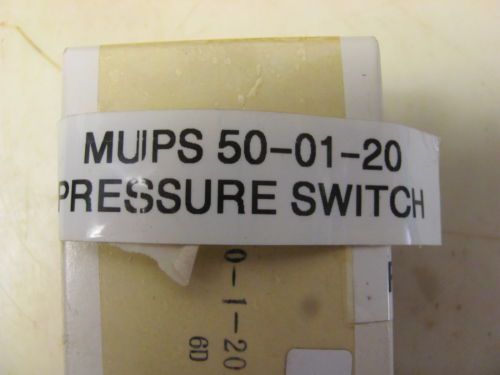 MUIPS 50-01-20
PRESSURE SWITCH
0-1-20
6D